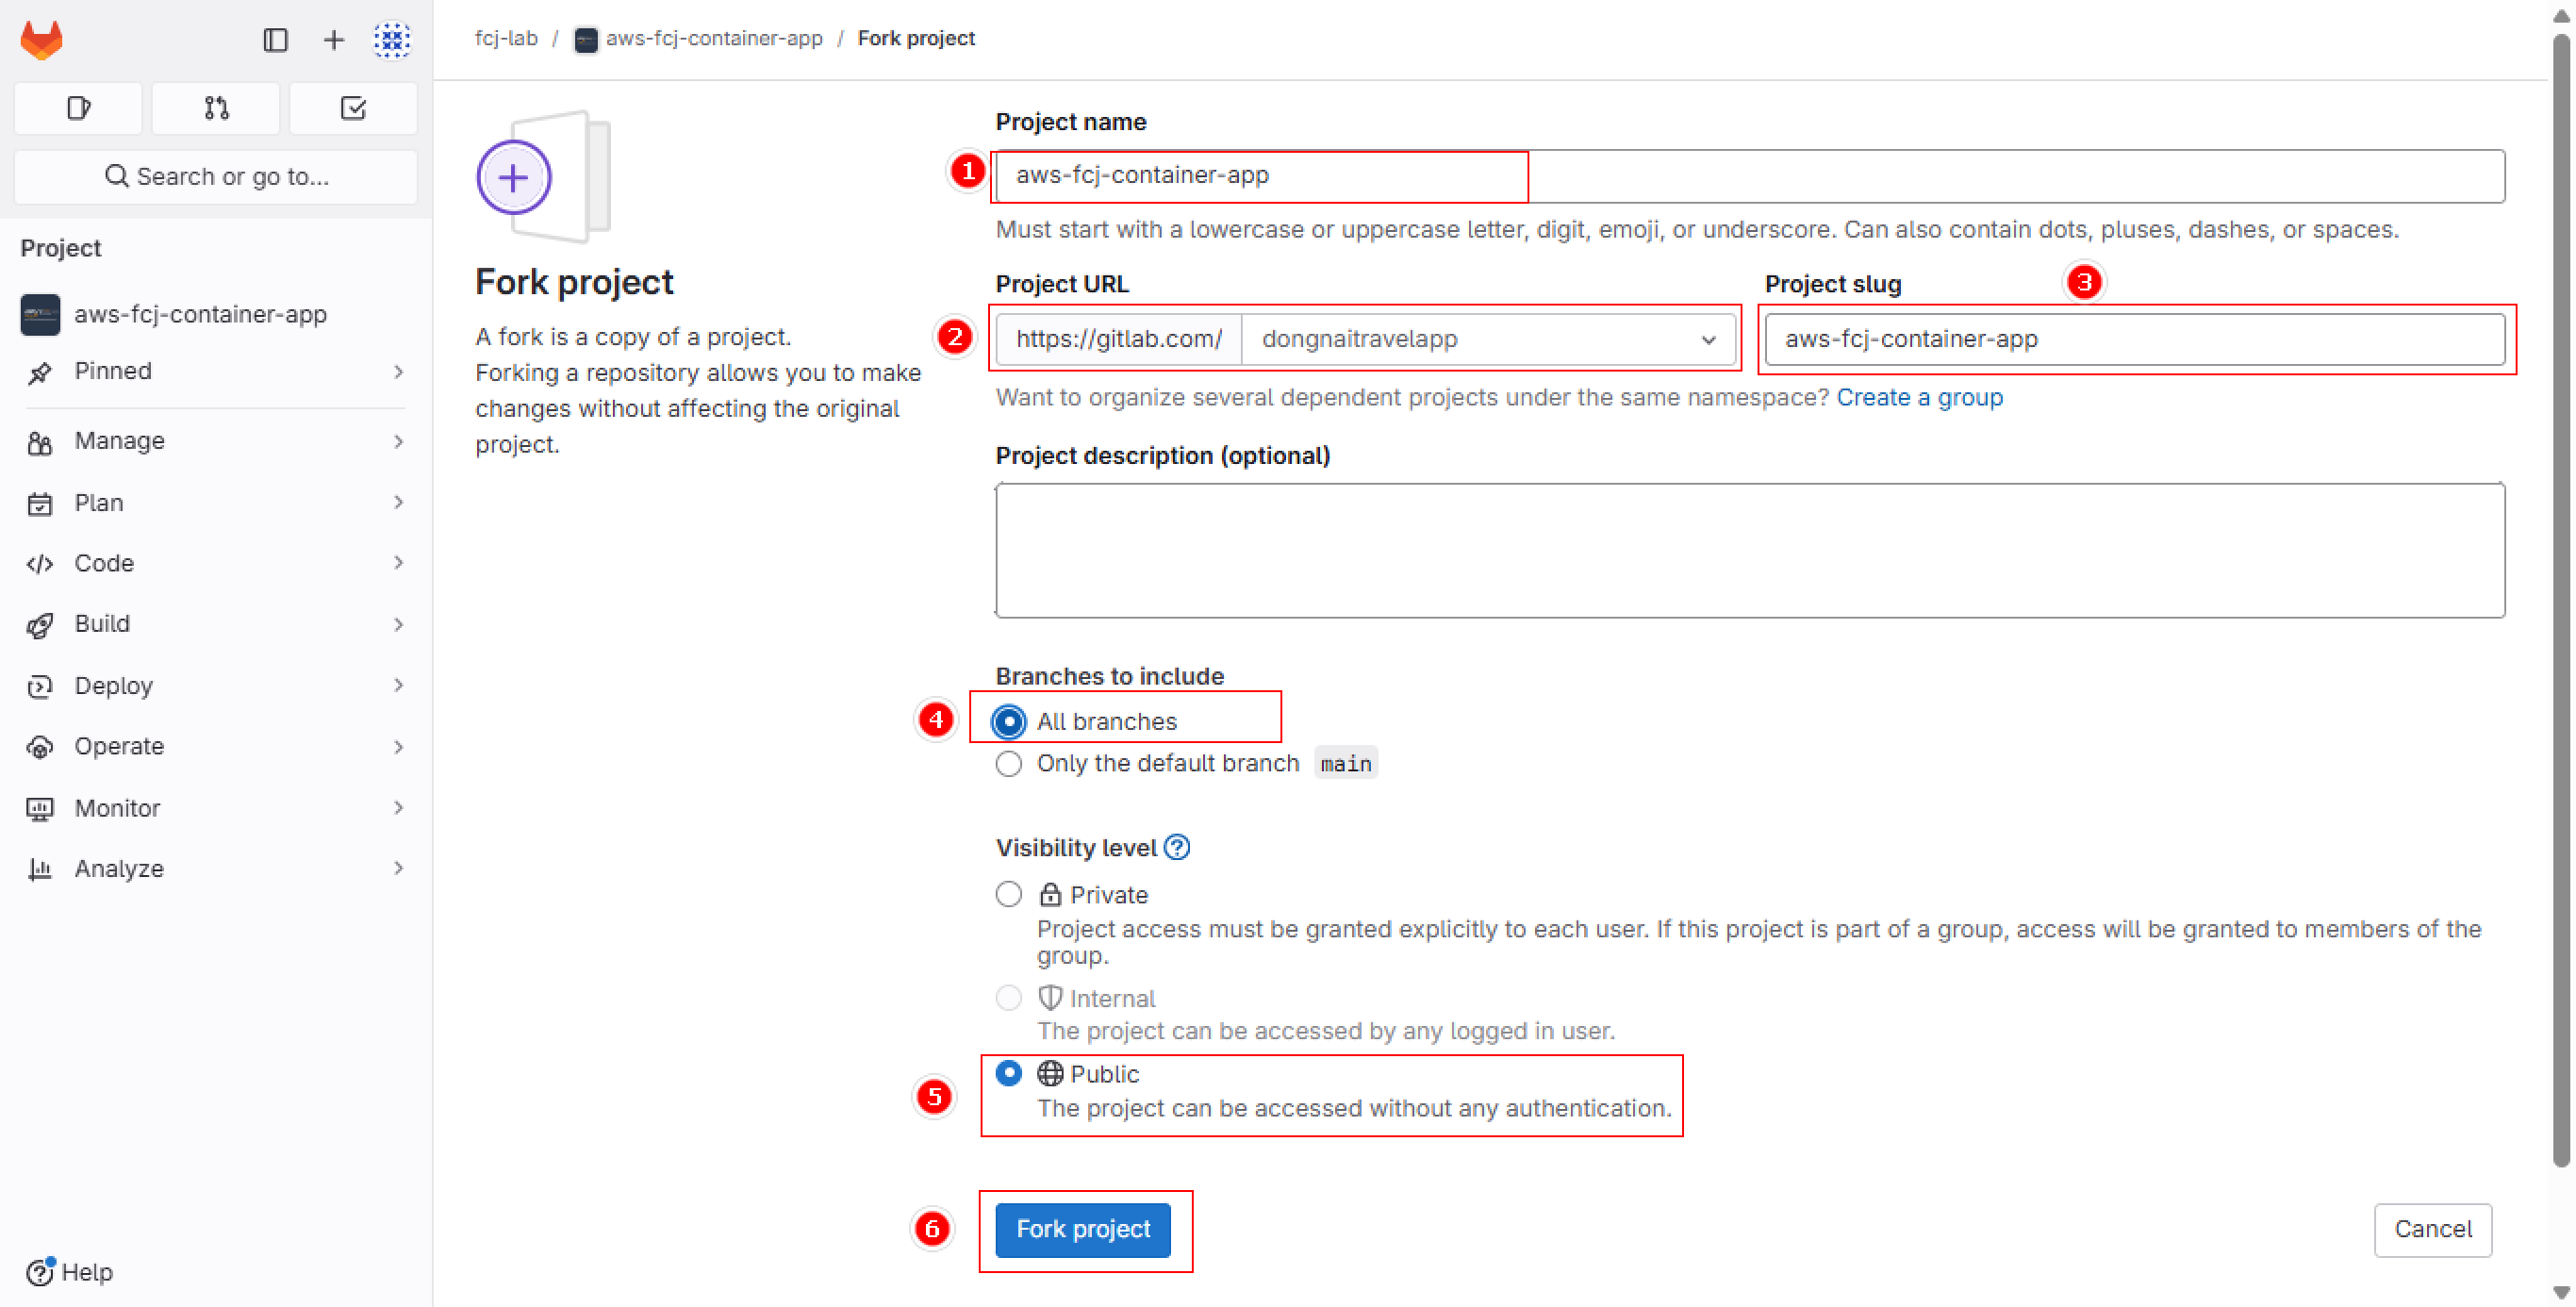 fcj-lab / aws-fcj-container-app / Fork project
Search or go to...
Project
aws-fcj-container-app
Pinned
Manage
Plan
Code
Build
Deploy
Operate
Monitor
Analyze
Help
Fork project
A fork is a copy of a project.
Forking a repository allows you to make
changes without affecting the original
project.
Project name
1
aws-fcj-container-app
Must start with a lowercase or uppercase letter, digit, emoji, or underscore. Can also contain dots, pluses, dashes, or spaces.
Project URL
Project slug
3
2
https://gitlab.com/
dongnaitravelapp
aws-fcj-container-app
Want to organize several dependent projects under the same namespace? Create a group
Project description (optional)
Branches to include
4
All branches
Only the default branch main
Visibility level
Private
Project access must be granted explicitly to each user. If this project is part of a group, access will be granted to members of the
group.
Internal
The project can be accessed by any logged in user.
5
Public
The project can be accessed without any authentication.
6
Fork project
Cancel